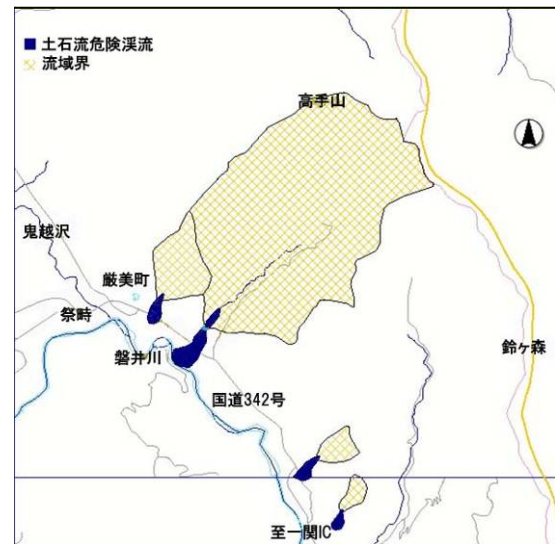 土石流危険渓流
流域界
高手山
鬼越沢
厳美町
祭畤
磐井川
鈴ヶ森
国道342号
至一関IC